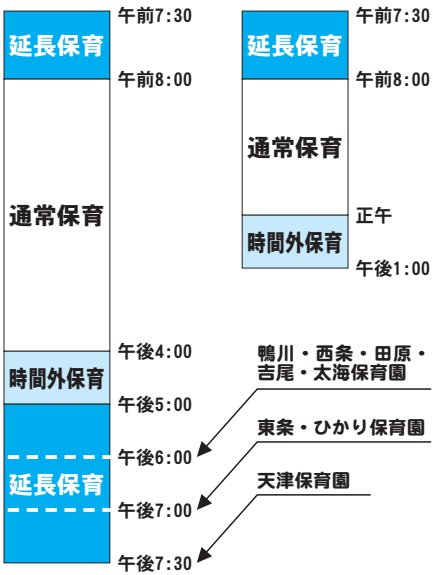 午前7:30
延長保育
午前8:00
通常保育
午後4:00
時間外保育
午後5:00
午後6:00
延長保育
午後7:00
午後7:30
午前7:30
延長保育
午前8:00
通常保育
正午
時間外保育
午後1:00
鴨川・西条・田原・
吉尾・太海保育園
東条・ひかり保育園
天津保育園